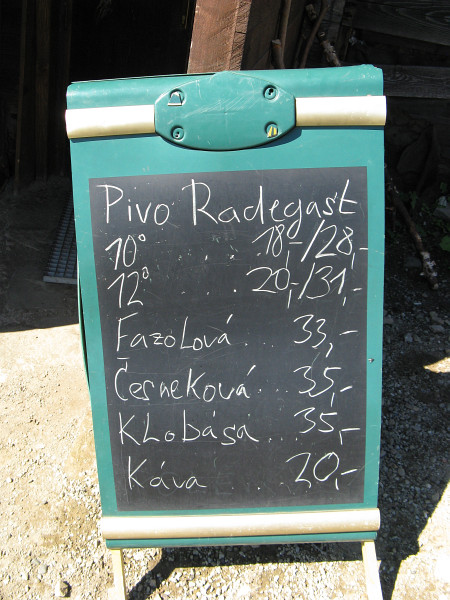 Pivo Radegast
10° . . . . 18,-/28,-
12° . . . . 20,-/31,-
Fazolová . . . 33,-
Česneková . . . 35,-
Klobása . . . 35,-
Káva . . . 20,-